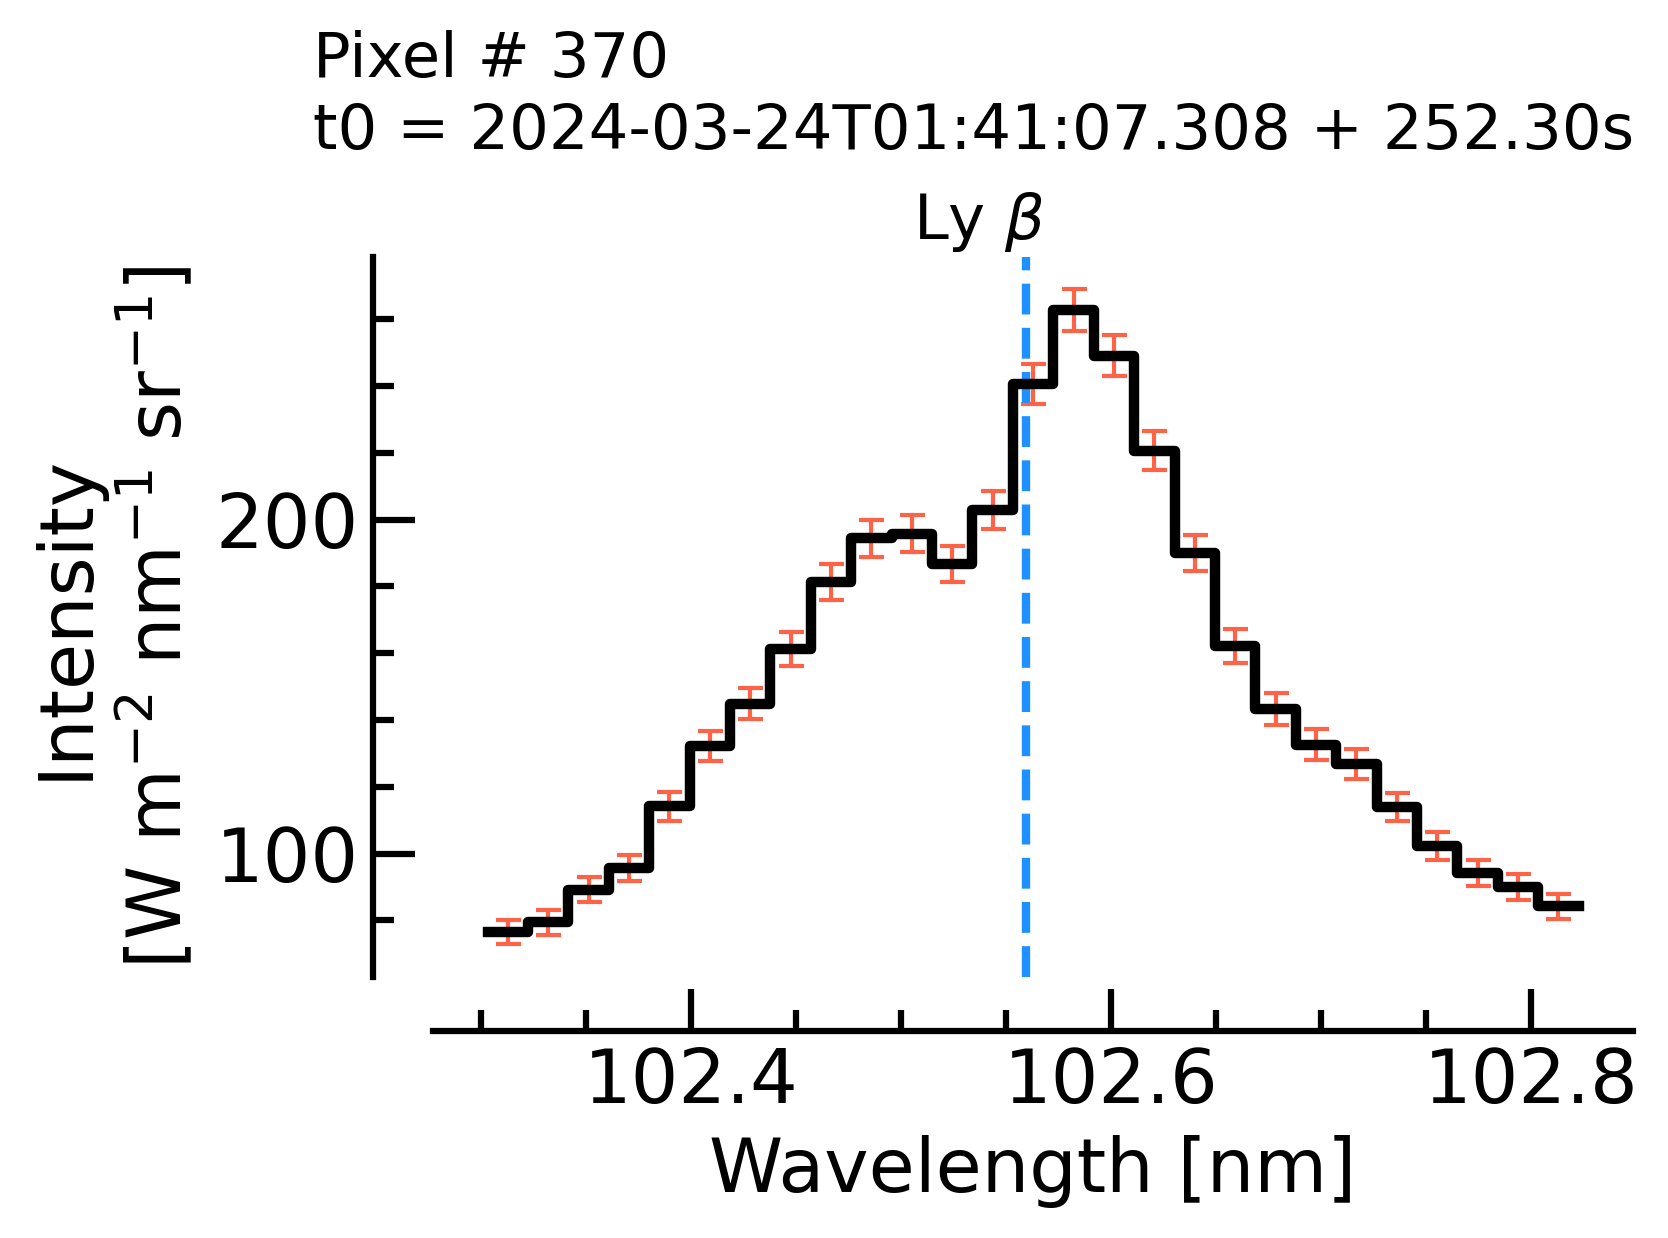 Pixel # 370
t0 = 2024-03-24T01:41:07.308 + 252.30s
Ly β
Intensity
[W m⁻² nm⁻¹ sr⁻¹]
200
100
102.4 102.6 102.8
Wavelength [nm]